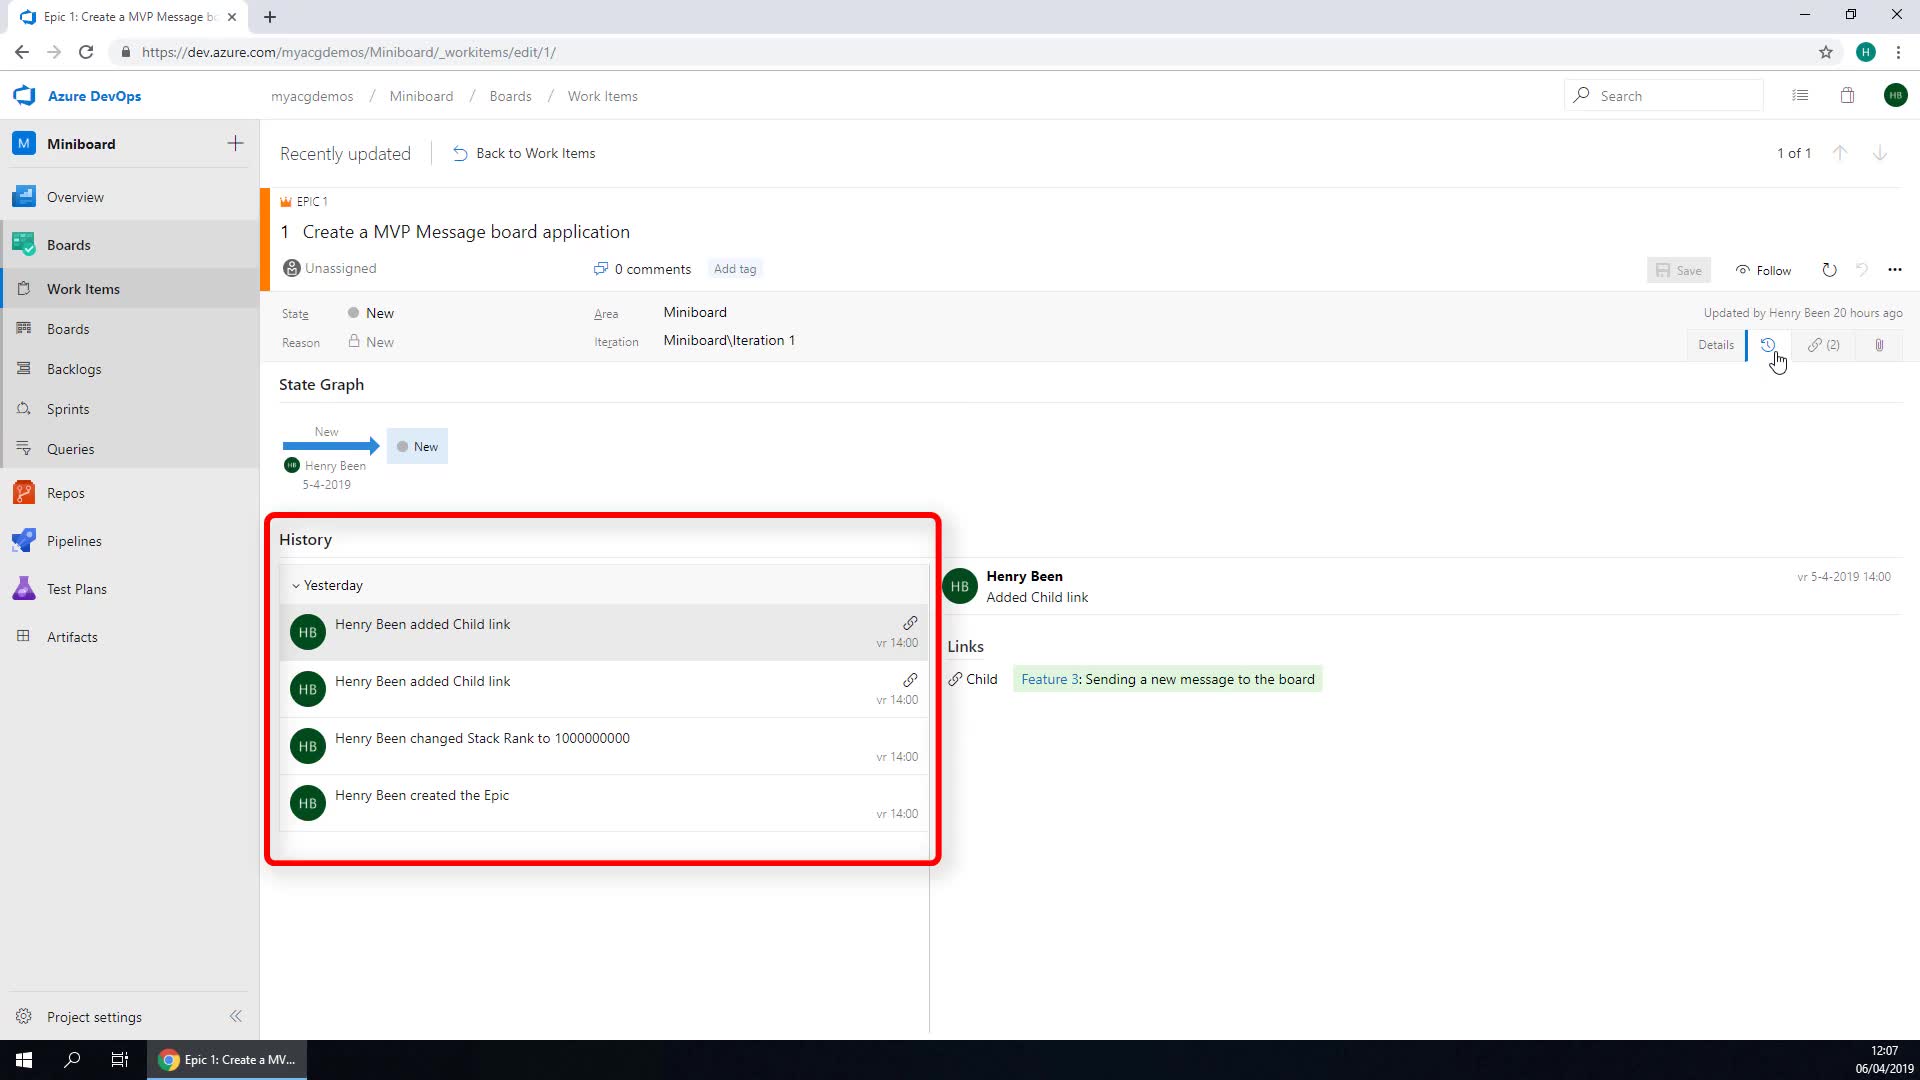 Epic 1: Create a MVP Message bo
https://dev.azure.com/myacgdemos/Miniboard/_workitems/edit/1/
H
Azure DevOps
myacgdemos / Miniboard / Boards / Work Items
Search
HB
M Miniboard
Overview
Boards
Work Items
Boards
Backlogs
Sprints
Queries
Repos
Pipelines
Test Plans
Artifacts
Project settings
Recently updated
Back to Work Items
1 of 1
EPIC 1
1 Create a MVP Message board application
Unassigned
0 comments
Add tag
Save
Follow
State
New
Area
Miniboard
Updated by Henry Been 20 hours ago
Reason
New
Iteration
Miniboard\Iteration 1
Details
(2)
State Graph
New
New
HB Henry Been
5-4-2019
History
Yesterday
HB Henry Been added Child link
vr 14:00
HB Henry Been added Child link
vr 14:00
HB Henry Been changed Stack Rank to 1000000000
vr 14:00
HB Henry Been created the Epic
vr 14:00
HB Henry Been
vr 5-4-2019 14:00
Added Child link
Links
Child
Feature 3: Sending a new message to the board
Epic 1: Create a MV...
12:07
06/04/2019